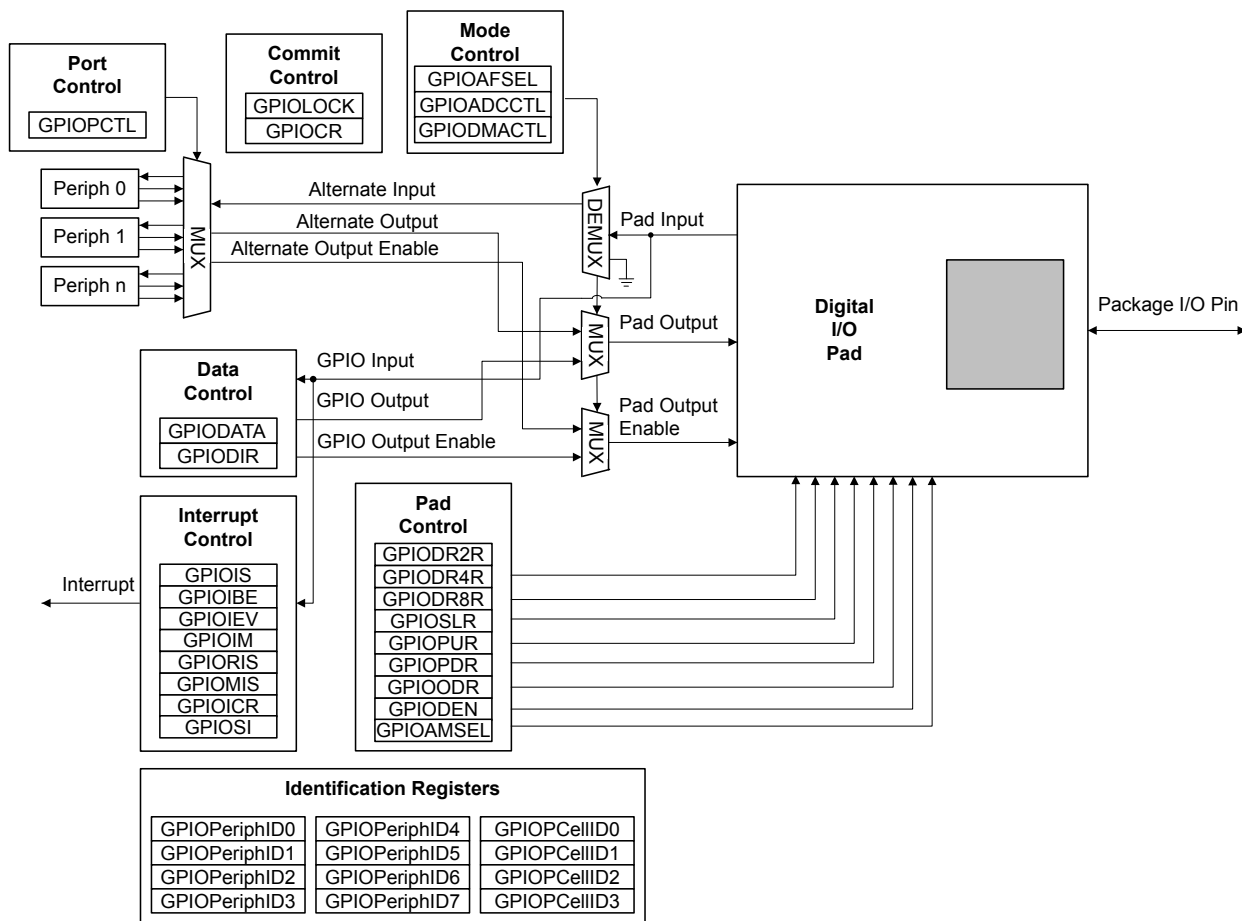 Port
Control
GPIOPCTL
Commit
Control
GPIOLOCK
GPIOCR
Mode
Control
GPIOAFSEL
GPIOADCCTL
GPIODMACTL
Periph 0
Periph 1
Periph n
MUX
Alternate Input
Alternate Output
Alternate Output Enable
DEMUX
Pad Input
MUX
Pad Output
MUX
Pad Output
Enable
Digital
I/O
Pad
Package I/O Pin
Data
Control
GPIODATA
GPIODIR
GPIO Input
GPIO Output
GPIO Output Enable
Interrupt
Control
GPIOIS
GPIOIBE
GPIOIEV
GPIOIM
GPIORIS
GPIOMIS
GPIOICR
GPIOSI
Interrupt
Pad
Control
GPIODR2R
GPIODR4R
GPIODR8R
GPIOSLR
GPIOPUR
GPIOPDR
GPIOODR
GPIODEN
GPIOAMSEL
Identification Registers
GPIOPeriphID0
GPIOPeriphID1
GPIOPeriphID2
GPIOPeriphID3
GPIOPeriphID4
GPIOPeriphID5
GPIOPeriphID6
GPIOPeriphID7
GPIOPCellID0
GPIOPCellID1
GPIOPCellID2
GPIOPCellID3